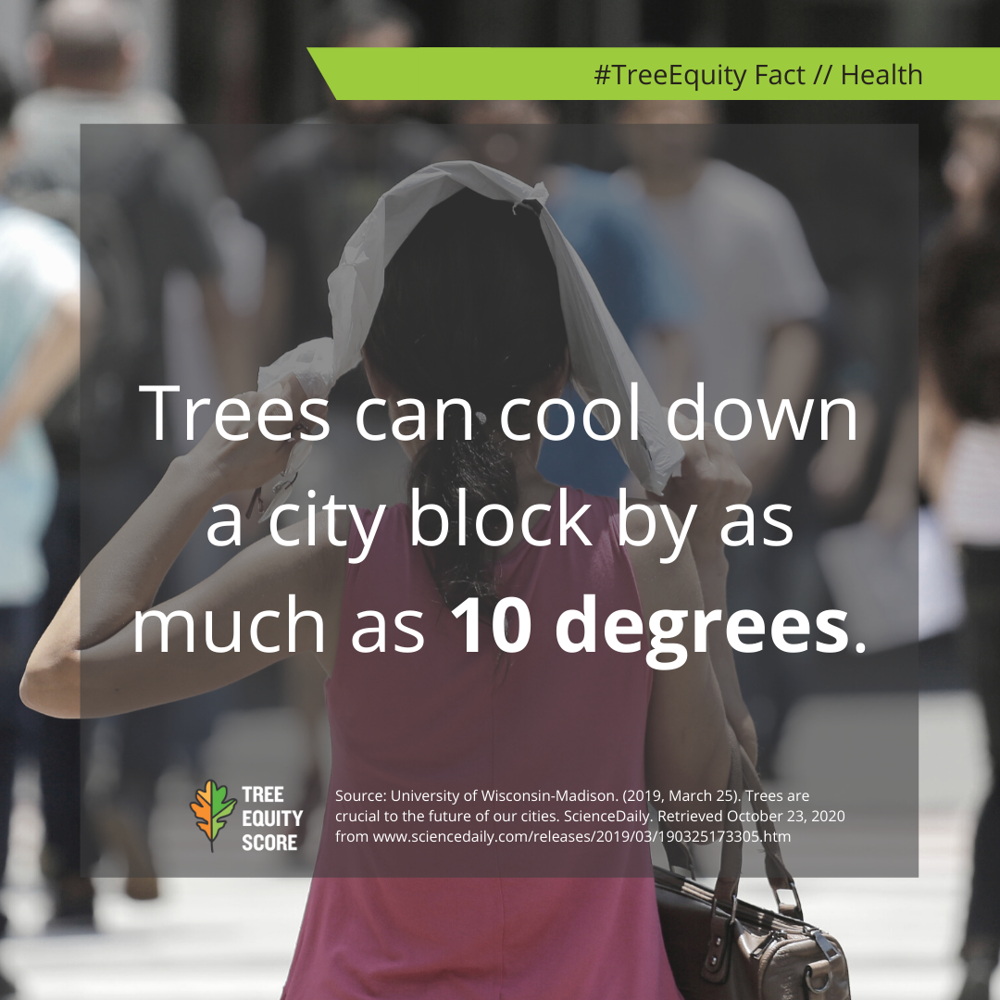 #TreeEquity Fact // Health
Trees can cool down
a city block by as
much as 10 degrees.
TREE
EQUITY
SCORE
Source: University of Wisconsin-Madison. (2019, March 25). Trees are
crucial to the future of our cities. ScienceDaily. Retrieved October 23, 2020
from www.sciencedaily.com/releases/2019/03/190325173305.htm